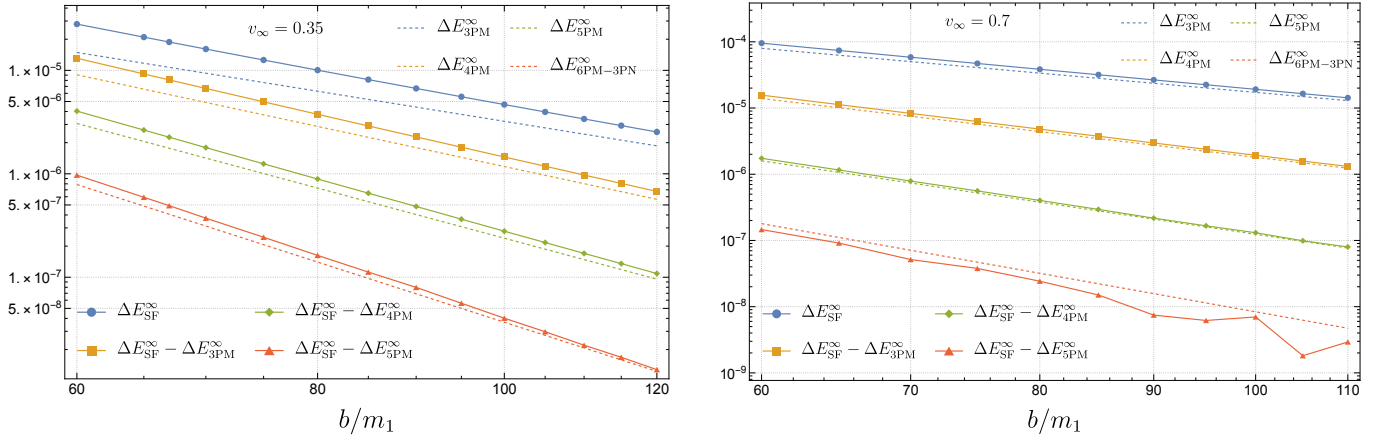 v∞ = 0.35
ΔE∞3PM
ΔE∞5PM
ΔE∞4PM
ΔE∞6PM−3PN
1. × 10−5
5. × 10−6
1. × 10−6
5. × 10−7
1. × 10−7
5. × 10−8
ΔE∞SF
ΔE∞SF − ΔE∞4PM
ΔE∞SF − ΔE∞3PM
ΔE∞SF − ΔE∞5PM
60 80 100 120
b/m1
v∞ = 0.7
ΔE∞3PM
ΔE∞5PM
ΔE∞4PM
ΔE∞6PM−3PN
10−4
10−5
10−6
10−7
10−8
10−9
ΔE∞SF
ΔE∞SF − ΔE∞4PM
ΔE∞SF − ΔE∞3PM
ΔE∞SF − ΔE∞5PM
60 70 80 90 100 110
b/m1